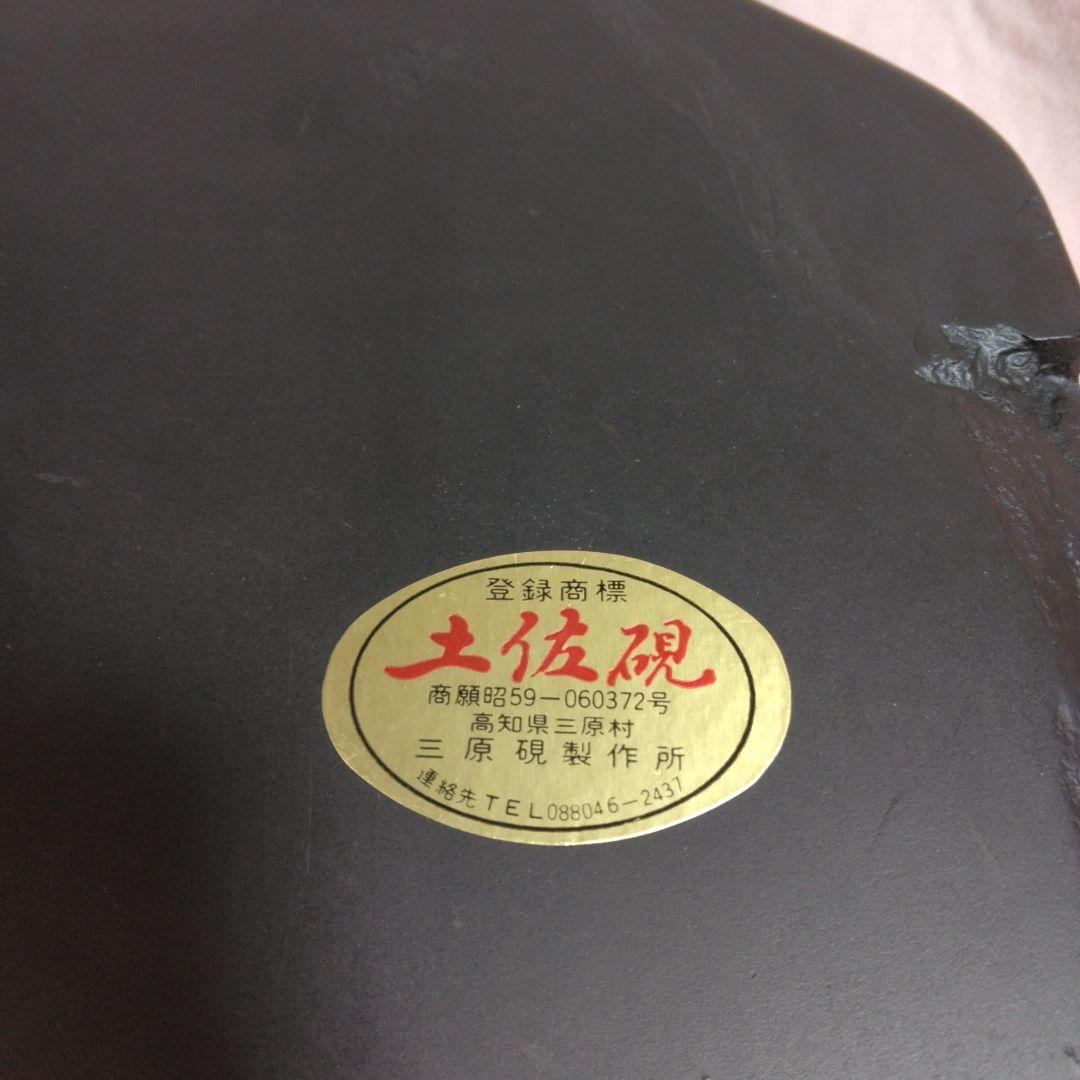 登録商標
土佐硯
商願昭59-060372号
高知県三原村
三原硯製作所
連絡先TEL088046-2437